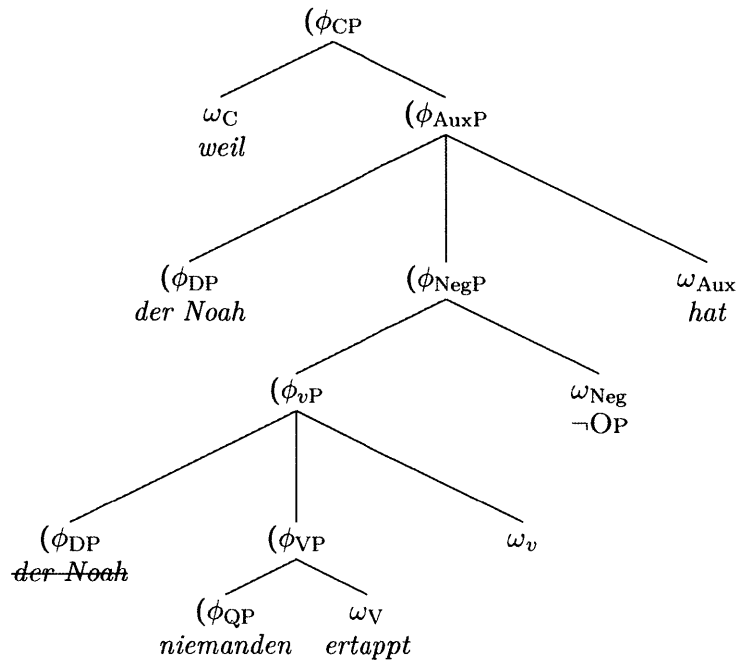 (ϕCP
ωC (ϕAuxP
weil
(ϕDP (ϕNegP ωAux
der Noah hat
(ϕvP ωNeg
¬OP
(ϕDP (ϕVP ωv
der Noah
(ϕQP ωV
niemanden ertappt